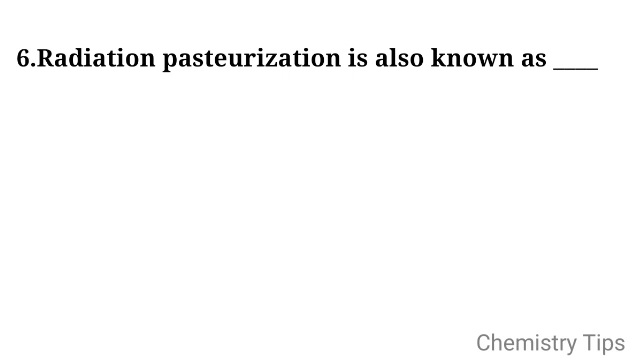 6.Radiation pasteurization is also known as ____
Chemistry Tips